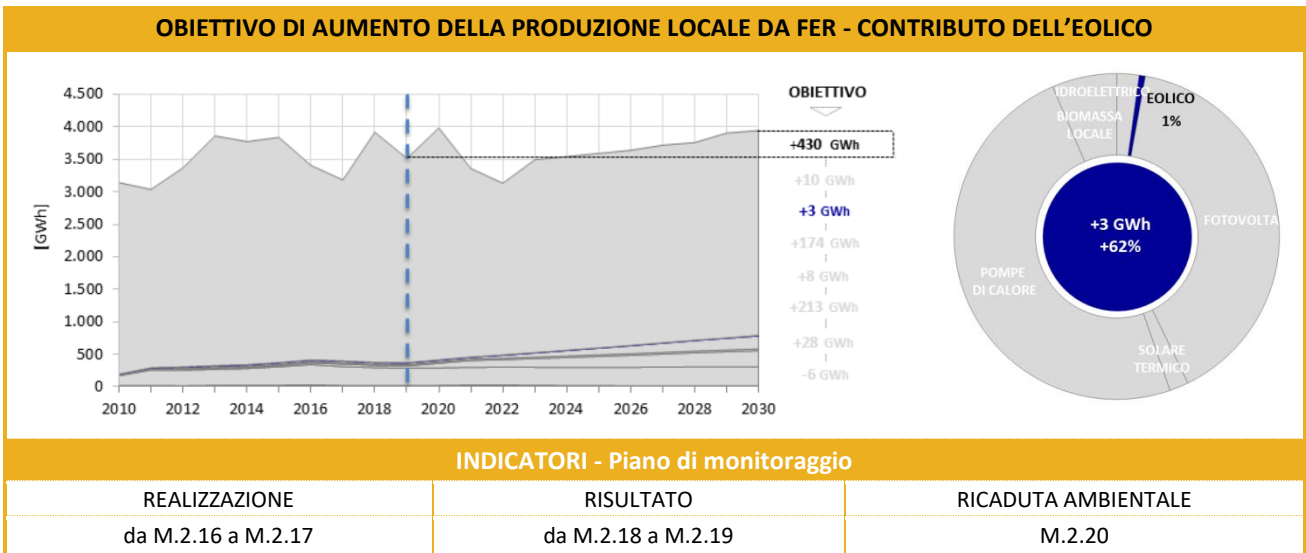 OBIETTIVO DI AUMENTO DELLA PRODUZIONE LOCALE DA FER - CONTRIBUTO DELL’EOLICO
[GWh]
4.500
4.000
3.500
3.000
2.500
2.000
1.500
1.000
500
0
2010
2012
2014
2016
2018
2020
2022
2024
2026
2028
2030
OBIETTIVO
+430 GWh
+10 GWh
+3 GWh
+174 GWh
+8 GWh
+213 GWh
+28 GWh
-6 GWh
IDROELETTRICO
EOLICO
1%
BIOMASSA
LOCALE
FOTOVOLTA
+3 GWh
+62%
POMPE
DI CALORE
SOLARE
TERMICO
INDICATORI - Piano di monitoraggio
REALIZZAZIONE
RISULTATO
RICADUTA AMBIENTALE
da M.2.16 a M.2.17
da M.2.18 a M.2.19
M.2.20